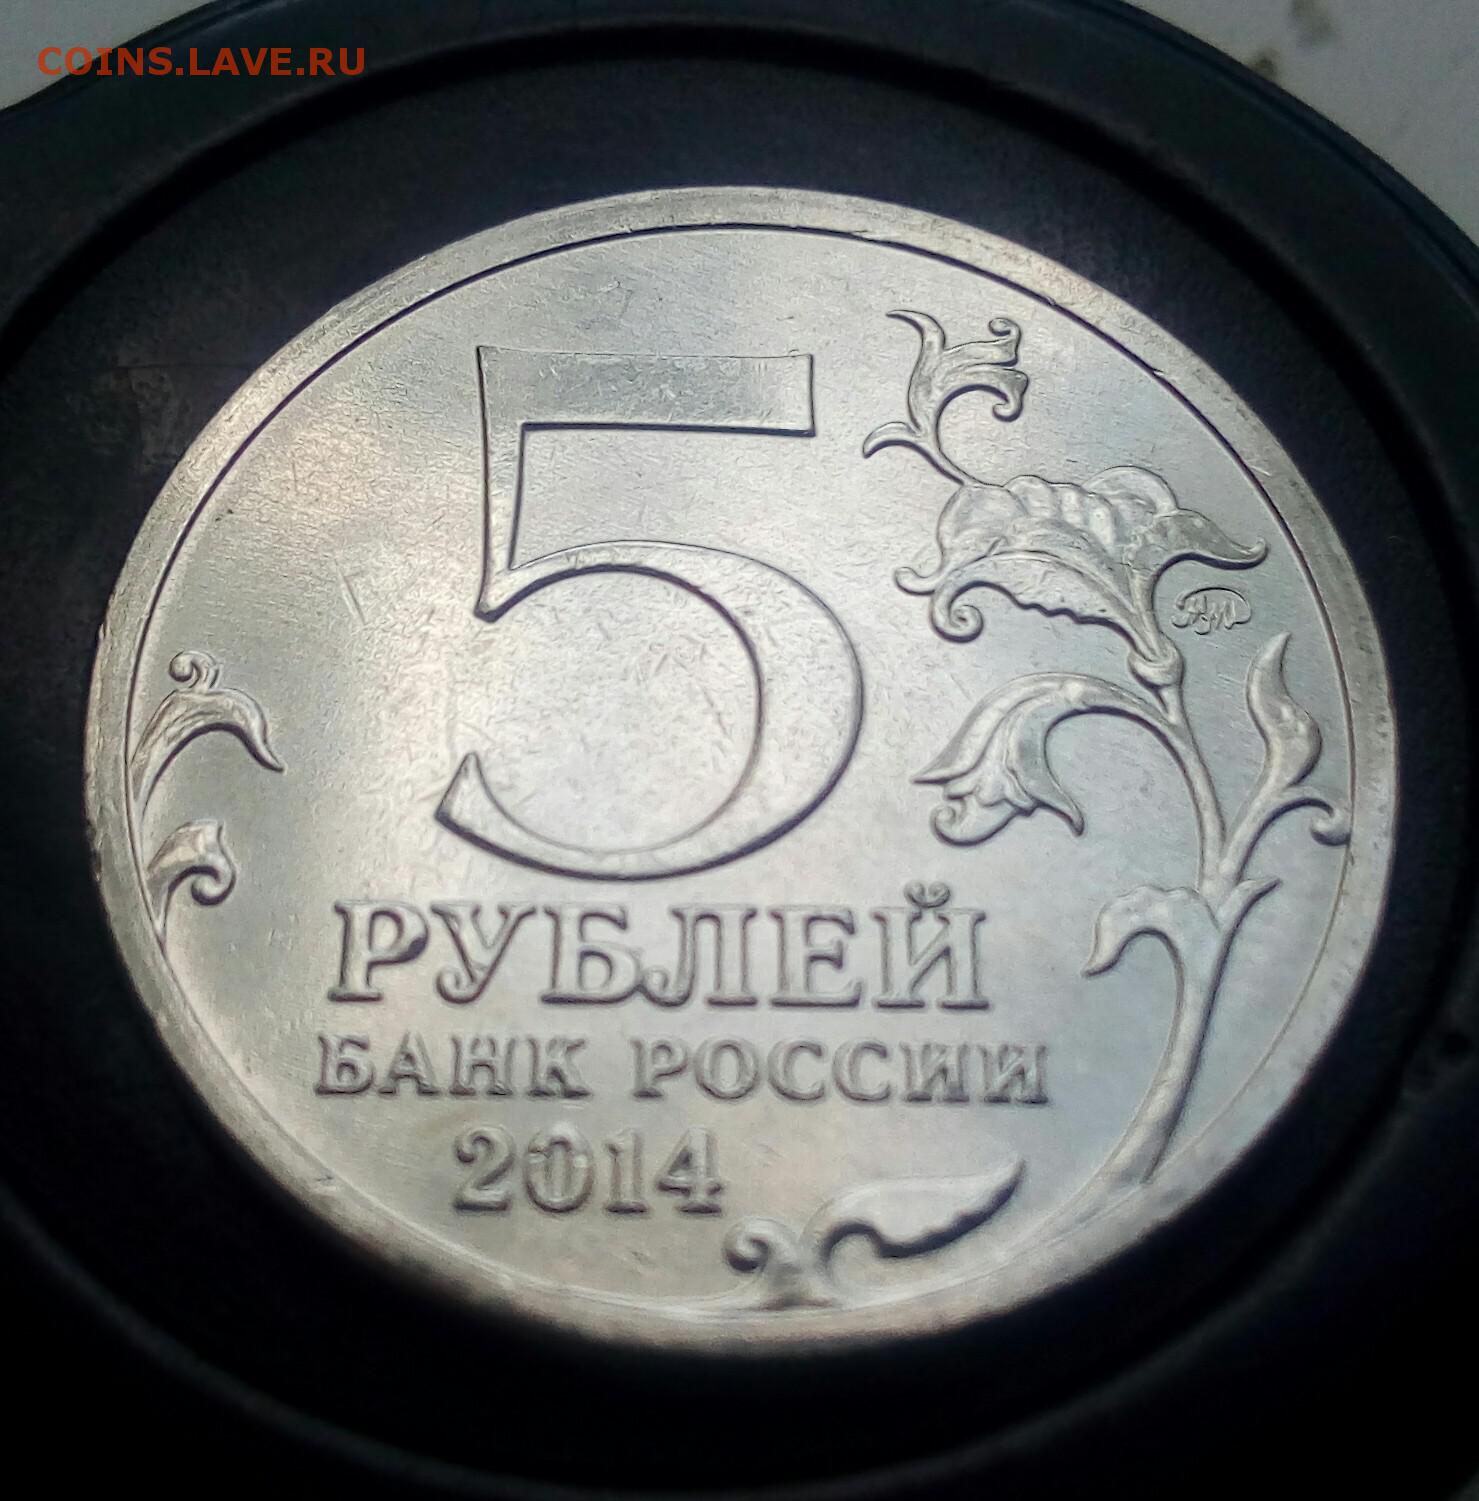 COINS.LAVE.RU
5
РУБЛЕЙ
БАНК РОССИИ
2014